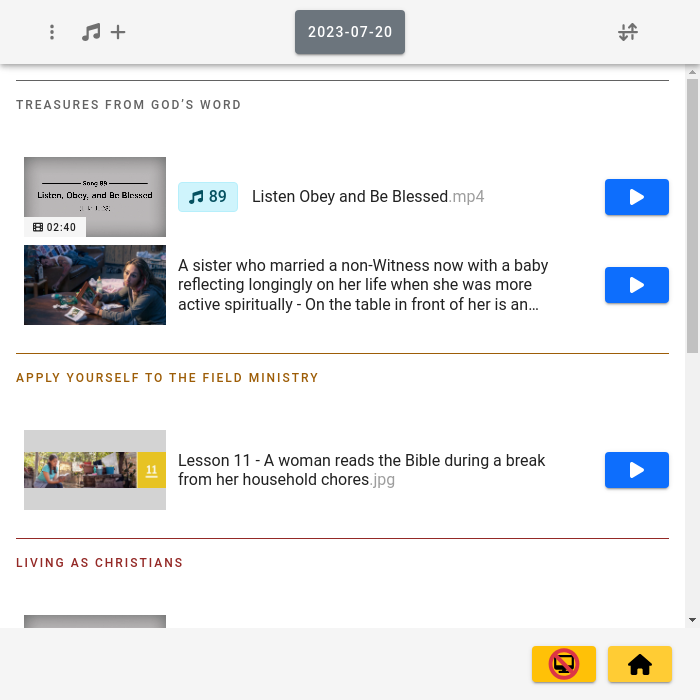 2023-07-20
TREASURES FROM GOD'S WORD
Song 89
Listen, Obey, and Be Blessed
02:40
89
Listen Obey and Be Blessed.mp4
A sister who married a non-Witness now with a baby
reflecting longingly on her life when she was more
active spiritually - On the table in front of her is an…
APPLY YOURSELF TO THE FIELD MINISTRY
11
Lesson 11 - A woman reads the Bible during a break
from her household chores.jpg
LIVING AS CHRISTIANS